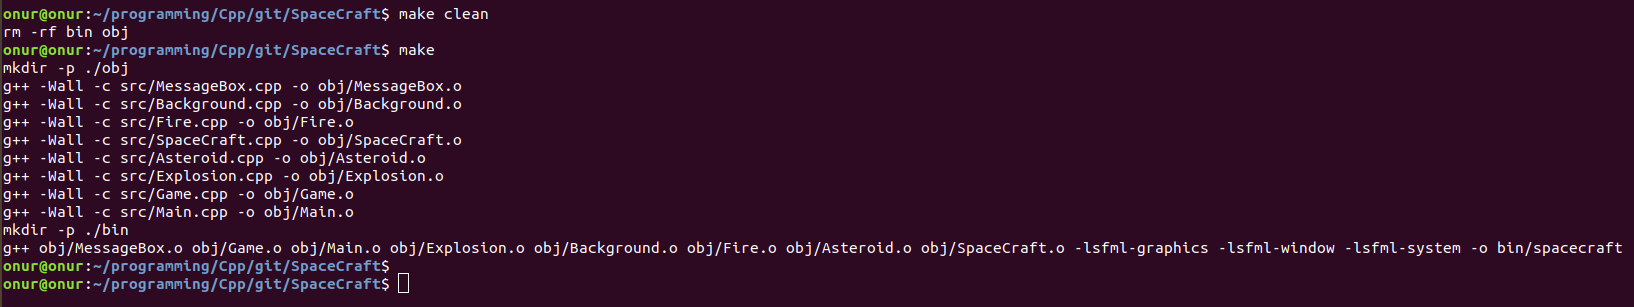 onur@onur:~/programming/Cpp/git/SpaceCraft$ make clean
rm -rf bin obj
onur@onur:~/programming/Cpp/git/SpaceCraft$ make
mkdir -p ./obj
g++ -Wall -c src/MessageBox.cpp -o obj/MessageBox.o
g++ -Wall -c src/Background.cpp -o obj/Background.o
g++ -Wall -c src/Fire.cpp -o obj/Fire.o
g++ -Wall -c src/SpaceCraft.cpp -o obj/SpaceCraft.o
g++ -Wall -c src/Asteroid.cpp -o obj/Asteroid.o
g++ -Wall -c src/Explosion.cpp -o obj/Explosion.o
g++ -Wall -c src/Game.cpp -o obj/Game.o
g++ -Wall -c src/Main.cpp -o obj/Main.o
mkdir -p ./bin
g++ obj/MessageBox.o obj/Game.o obj/Main.o obj/Explosion.o obj/Background.o obj/Fire.o obj/Asteroid.o obj/SpaceCraft.o -lsfml-graphics -lsfml-window -lsfml-system -o bin/spacecraft
onur@onur:~/programming/Cpp/git/SpaceCraft$
onur@onur:~/programming/Cpp/git/SpaceCraft$